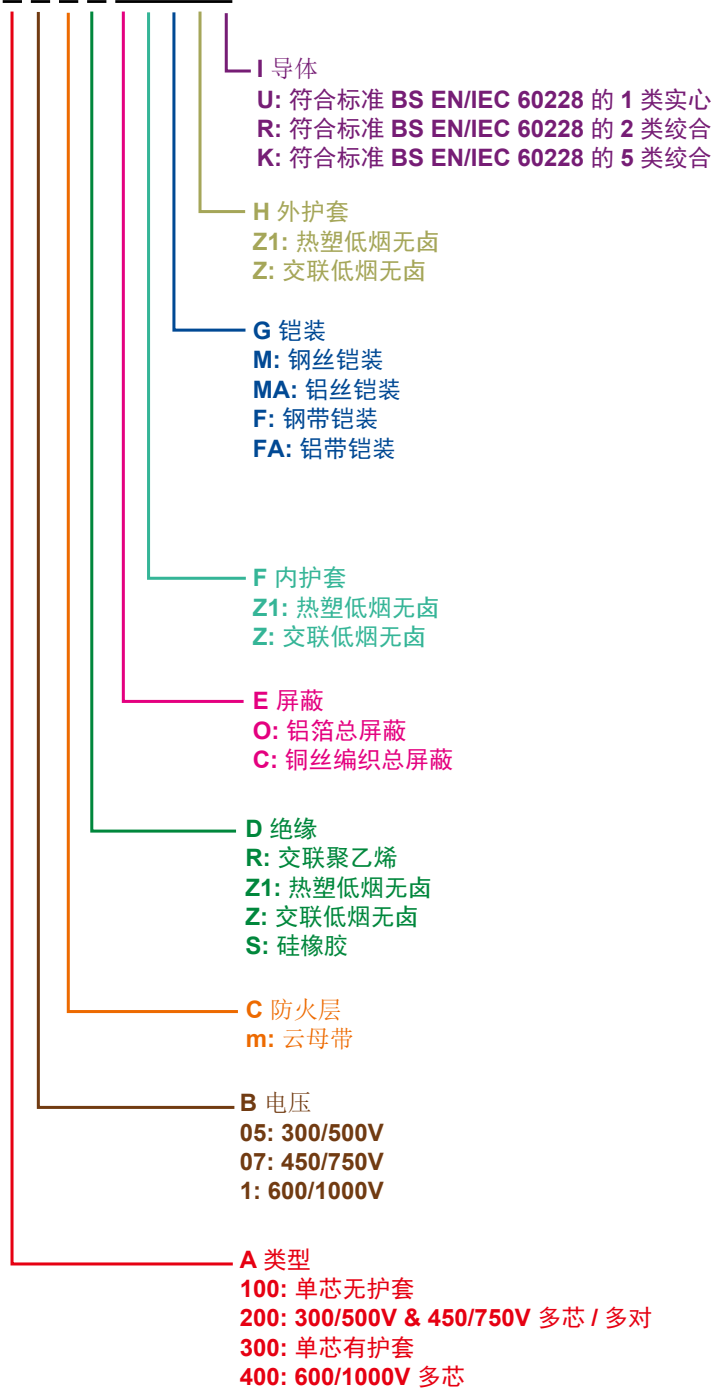 I 导体
U: 符合标准 BS EN/IEC 60228 的 1 类实心
R: 符合标准 BS EN/IEC 60228 的 2 类绞合
K: 符合标准 BS EN/IEC 60228 的 5 类绞合
H 外护套
Z1: 热塑低烟无卤
Z: 交联低烟无卤
G 铠装
M: 钢丝铠装
MA: 铝丝铠装
F: 钢带铠装
FA: 铝带铠装
F 内护套
Z1: 热塑低烟无卤
Z: 交联低烟无卤
E 屏蔽
O: 铝箔总屏蔽
C: 铜丝编织总屏蔽
D 绝缘
R: 交联聚乙烯
Z1: 热塑低烟无卤
Z: 交联低烟无卤
S: 硅橡胶
C 防火层
m: 云母带
B 电压
05: 300/500V
07: 450/750V
1: 600/1000V
A 类型
100: 单芯无护套
200: 300/500V & 450/750V 多芯 / 多对
300: 单芯有护套
400: 600/1000V 多芯